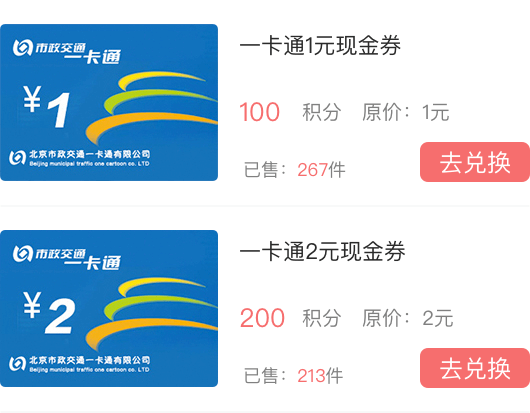 市政交通
一卡通
¥1
北京市政交通一卡通有限公司
Beijing municipal traffic one cartoon co. LTD
一卡通1元现金券
100 积分 原价：1元
已售：267件
去兑换
市政交通
一卡通
¥2
北京市政交通一卡通有限公司
Beijing municipal traffic one cartoon co. LTD
一卡通2元现金券
200 积分 原价：2元
已售：213件
去兑换